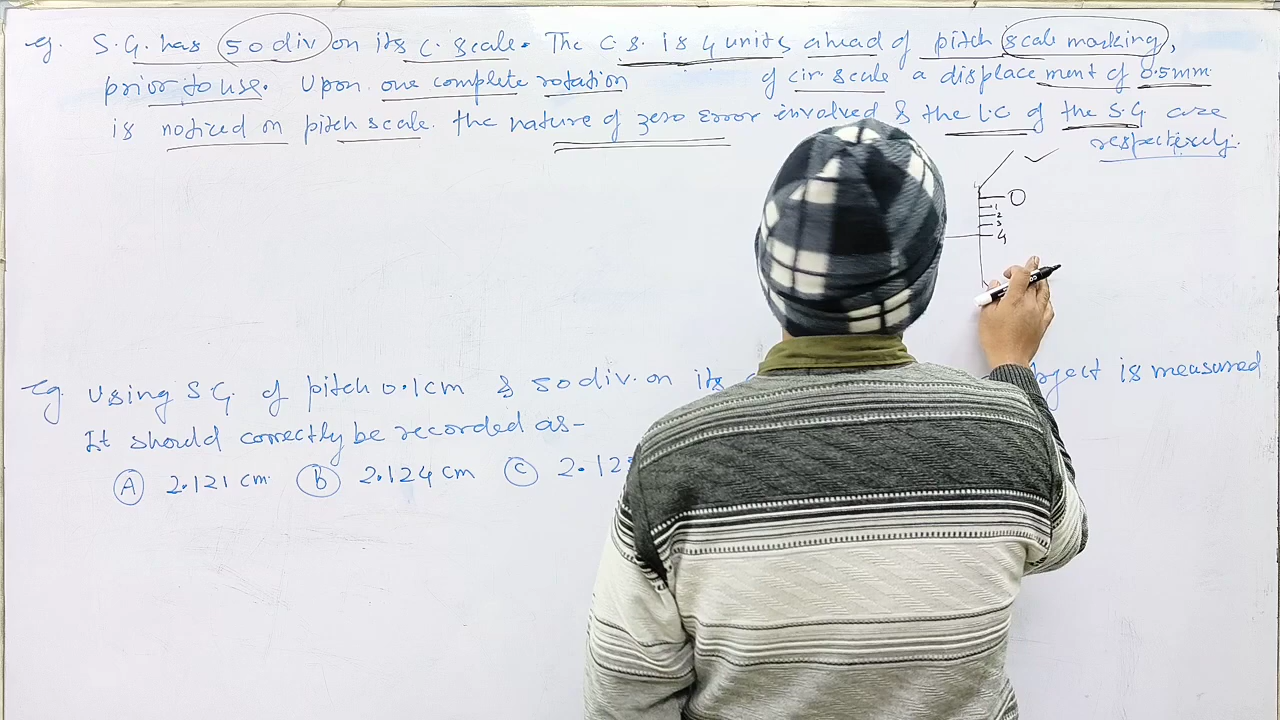 eg. S.G. has 50 div on its C. scale. The C.S. is 4 units ahead of pitch scale marking,
prior to use. Upon one complete rotation of cir. scale a displacement of 0.5mm
is noticed on pitch scale. the nature of zero error involved & the L.C of the S.G are
respectively.
0
1
2
3
4
eg. Using S G of pitch 0.1cm & 50 div. on its object is measured
It should correctly be recorded as-
(A) 2.121 cm (B) 2.124 cm (C) 2.12